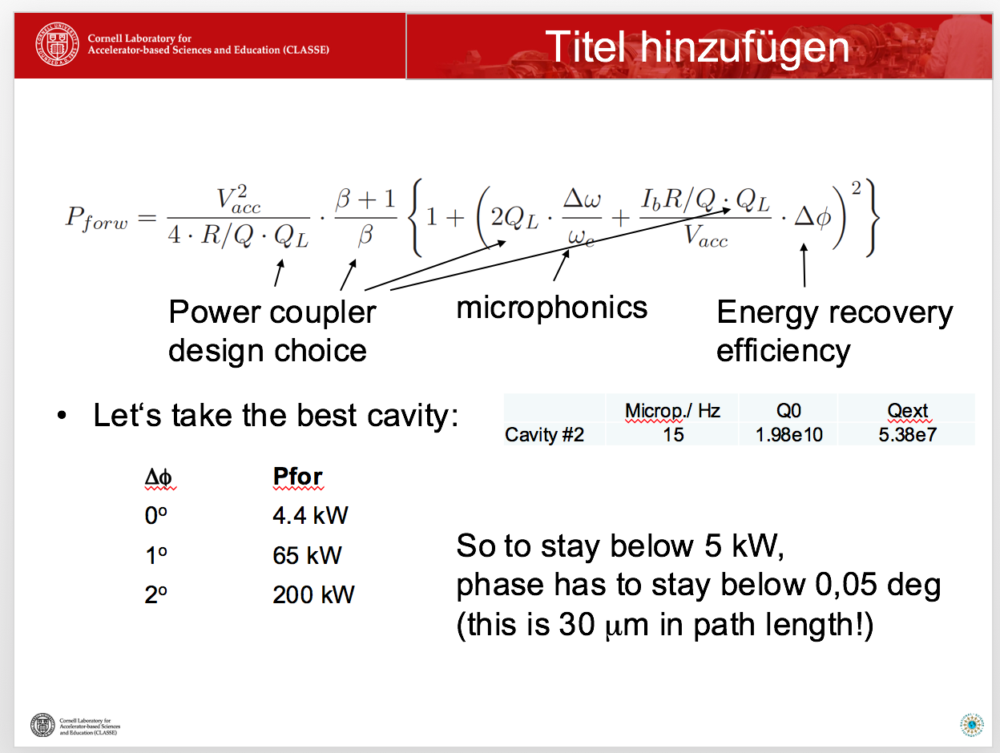 Cornell Laboratory for
Accelerator-based Sciences and Education (CLASSE)
Titel hinzufügen
P_{forw} = \frac{V_{acc}^2}{4 \cdot R/Q \cdot Q_L} \cdot \frac{\beta + 1}{\beta} \left\{ 1 + \left( 2Q_L \cdot \frac{\Delta\omega}{\omega_c} + \frac{I_b R/Q \cdot Q_L}{V_{acc}} \cdot \Delta\phi \right)^2 \right\}
Power coupler
design choice
microphonics
Energy recovery
efficiency
• Let‘s take the best cavity:
Microp./ Hz Q0 Qext
Cavity #2 15 1.98e10 5.38e7
Δϕ Pfor
0º 4.4 kW
1º 65 kW
2º 200 kW
So to stay below 5 kW,
phase has to stay below 0,05 deg
(this is 30 μm in path length!)
Cornell Laboratory for
Accelerator-based Sciences
and Education (CLASSE)